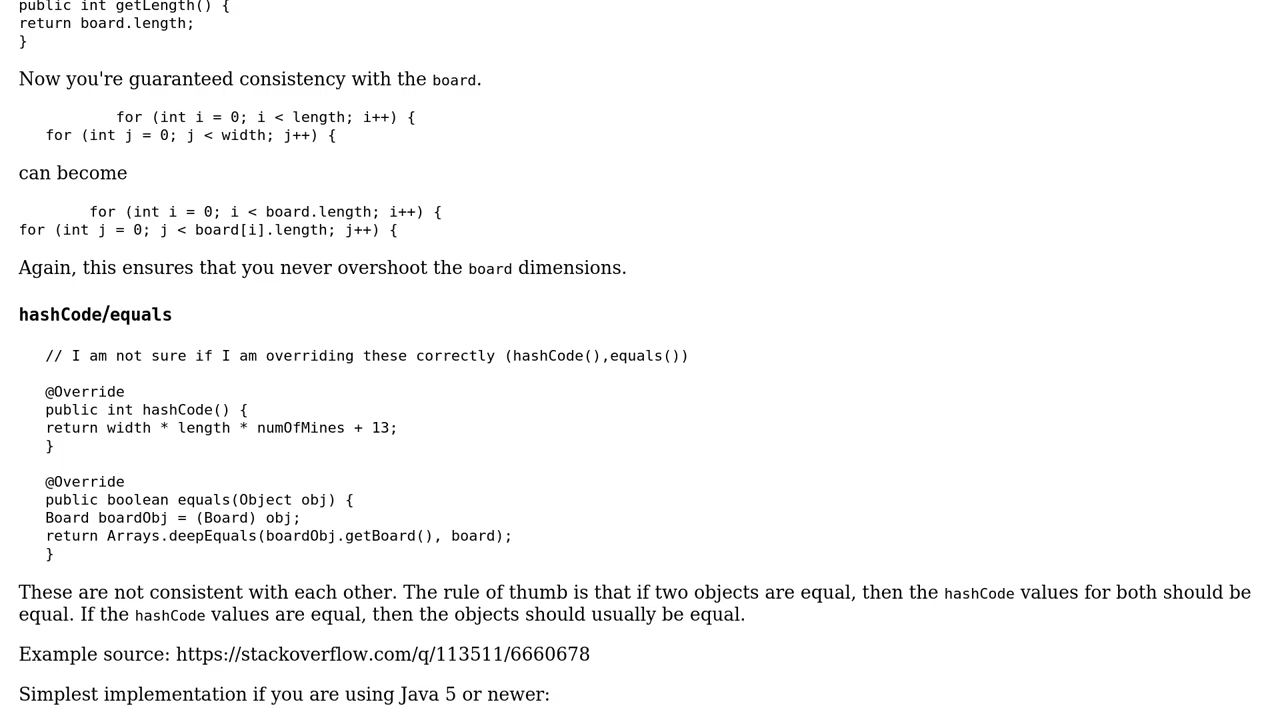 public int getLength() {
return board.length;
}
Now you're guaranteed consistency with the board.
for (int i = 0; i < length; i++) {
for (int j = 0; j < width; j++) {
can become
for (int i = 0; i < board.length; i++) {
for (int j = 0; j < board[i].length; j++) {
Again, this ensures that you never overshoot the board dimensions.
hashCode/equals
// I am not sure if I am overriding these correctly (hashCode(),equals())
@Override
public int hashCode() {
return width * length * numOfMines + 13;
}
@Override
public boolean equals(Object obj) {
Board boardObj = (Board) obj;
return Arrays.deepEquals(boardObj.getBoard(), board);
}
These are not consistent with each other. The rule of thumb is that if two objects are equal, then the hashCode values for both should be
equal. If the hashCode values are equal, then the objects should usually be equal.
Example source: https://stackoverflow.com/q/113511/6660678
Simplest implementation if you are using Java 5 or newer: